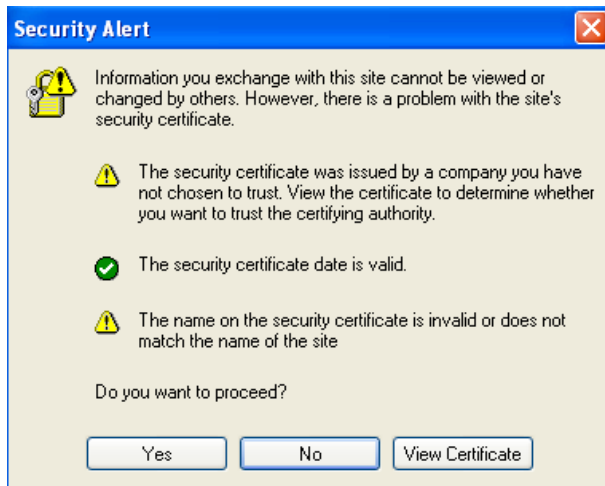 Security Alert
Information you exchange with this site cannot be viewed or
changed by others. However, there is a problem with the site's
security certificate.
The security certificate was issued by a company you have
not chosen to trust. View the certificate to determine whether
you want to trust the certifying authority.
The security certificate date is valid.
The name on the security certificate is invalid or does not
match the name of the site
Do you want to proceed?
Yes No View Certificate